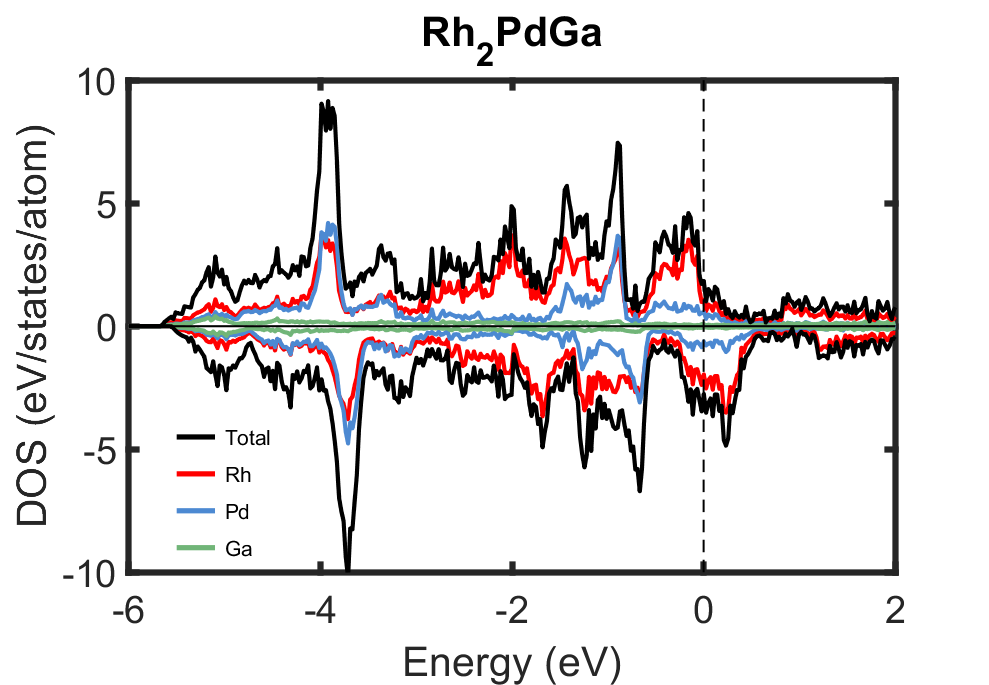 Rh₂PdGa
DOS (eV/states/atom)
10
5
0
-5
-10
Total
Rh
Pd
Ga
-6 -4 -2 0 2
Energy (eV)